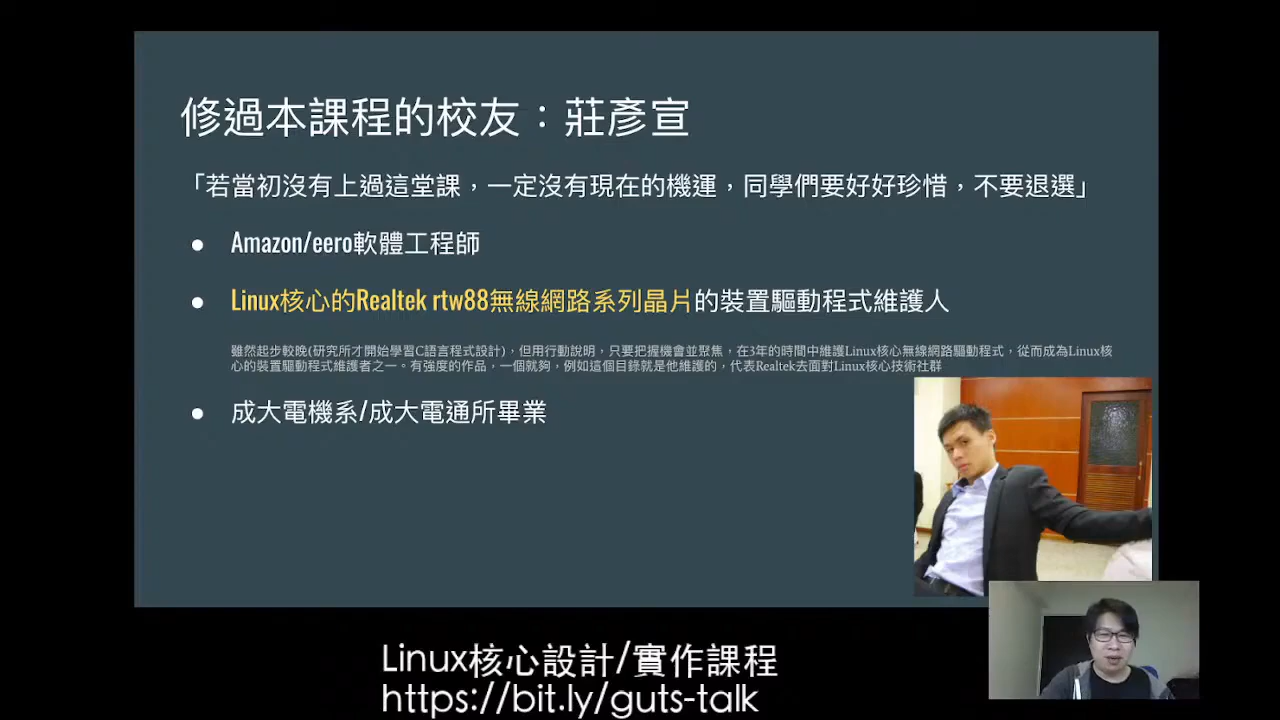 修過本課程的校友：莊彥宣
「若當初沒有上過這堂課，一定沒有現在的機運，同學們要好好珍惜，不要退選」
● Amazon/eero軟體工程師
● Linux核心的Realtek rtw88無線網路系列晶片的裝置驅動程式維護人
雖然起步較晚(研究所才開始學習C語言程式設計)，但用行動說明，只要把握機會並聚焦，在3年的時間中維護Linux核心無線網路驅動程式，從而成為Linux核
心的裝置驅動程式維護者之一。有強度的作品，一個就夠，例如這個目錄就是他維護的，代表Realtek去面對Linux核心技術社群
● 成大電機系/成大電通所畢業
Linux核心設計/實作課程
https://bit.ly/guts-talk